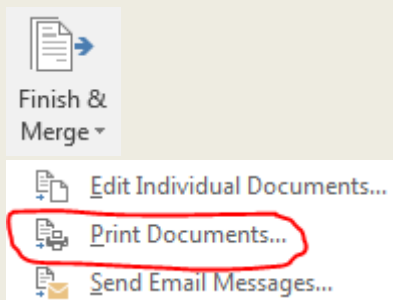 Finish &
Merge
Edit Individual Documents...
Print Documents...
Send Email Messages...